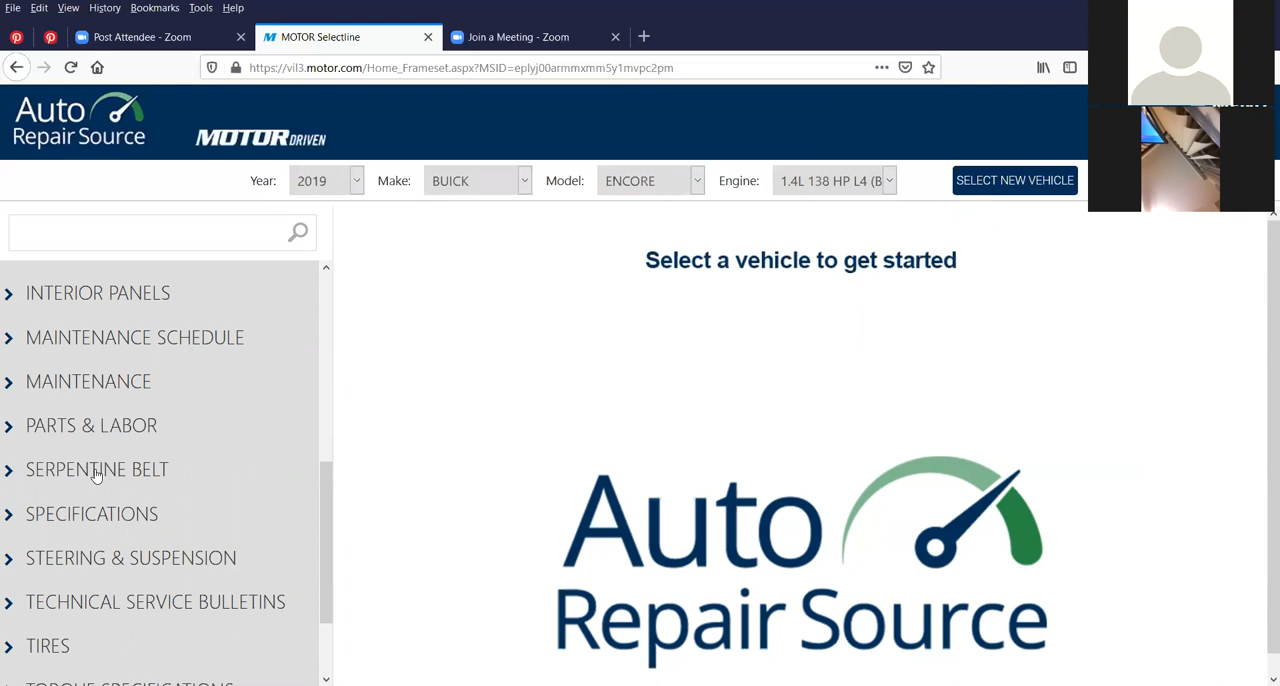 File Edit View History Bookmarks Tools Help
Post Attendee - Zoom
MOTOR Selectline
Join a Meeting - Zoom
https://vil3.motor.com/Home_Frameset.aspx?MSID=eplyj00armmxmm5y1mvpc2pm
Auto
Repair Source
MOTOR DRIVEN
Year: 2019 Make: BUICK Model: ENCORE Engine: 1.4L 138 HP L4 (B
SELECT NEW VEHICLE
Select a vehicle to get started
INTERIOR PANELS
MAINTENANCE SCHEDULE
MAINTENANCE
PARTS & LABOR
SERPENTINE BELT
SPECIFICATIONS
STEERING & SUSPENSION
TECHNICAL SERVICE BULLETINS
TIRES
TORQUE SPECIFICATIONS
Auto
Repair Source